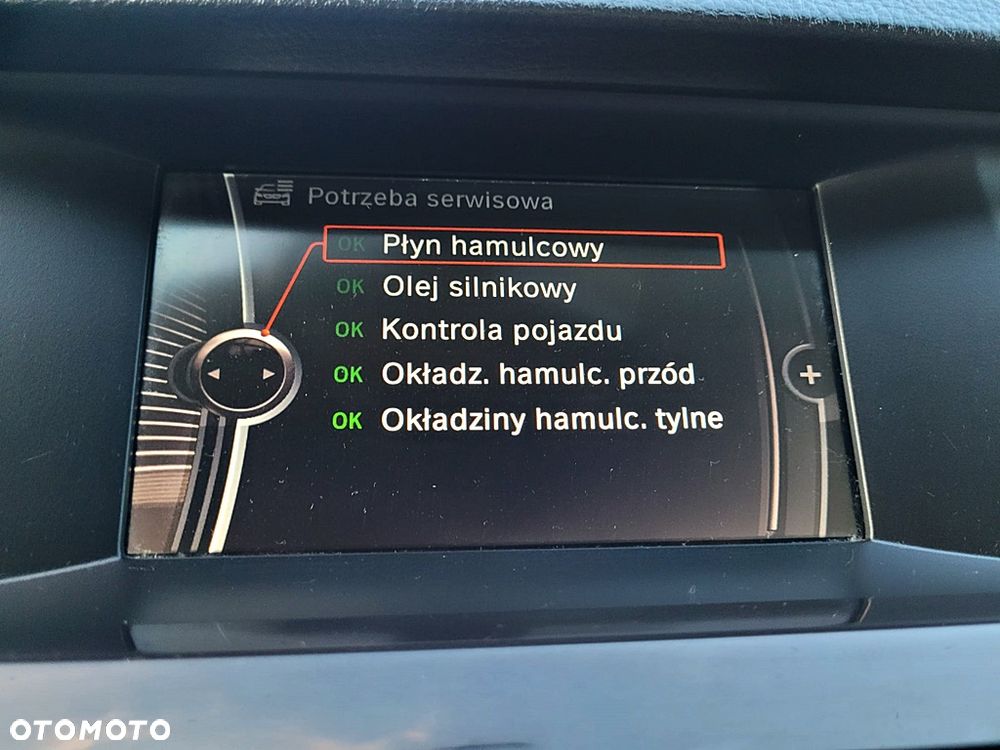 Potrzeba serwisowa
OK Płyn hamulcowy
OK Olej silnikowy
OK Kontrola pojazdu
OK Okładz. hamulc. przód
OK Okładziny hamulc. tylne
OTOMOTO